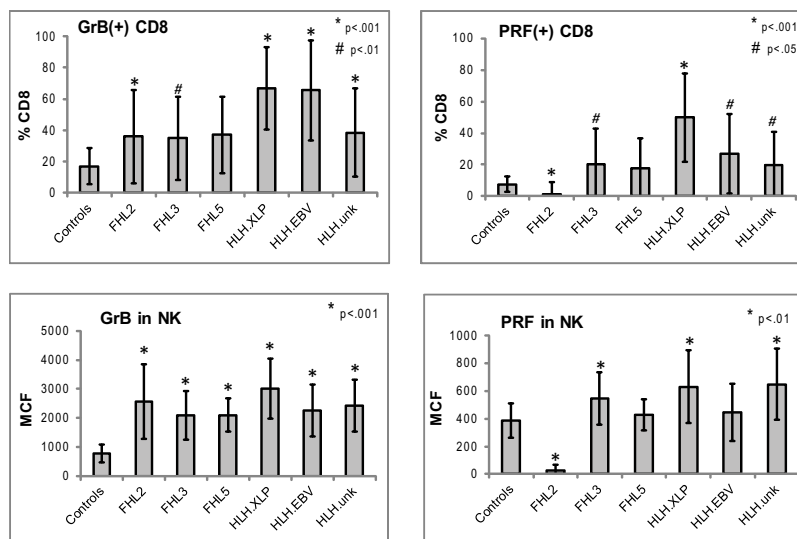 GrB(+) CD8
* p<.001
# p<.01
% CD8
100
80
60
40
20
0
* # * * *
Controls FHL2 FHL3 FHL5 HLH.XLP HLH.EBV HLH.unk
PRF(+) CD8
* p<.001
# p<.05
% CD8
100
80
60
40
20
0
* # * # #
Controls FHL2 FHL3 FHL5 HLH.XLP HLH.EBV HLH.unk
GrB in NK
* p<.001
MCF
5000
4000
3000
2000
1000
0
* * * * * *
Controls FHL2 FHL3 FHL5 HLH.XLP HLH.EBV HLH.unk
PRF in NK
* p<.01
MCF
1000
800
600
400
200
0
* * * *
Controls FHL2 FHL3 FHL5 HLH.XLP HLH.EBV HLH.unk